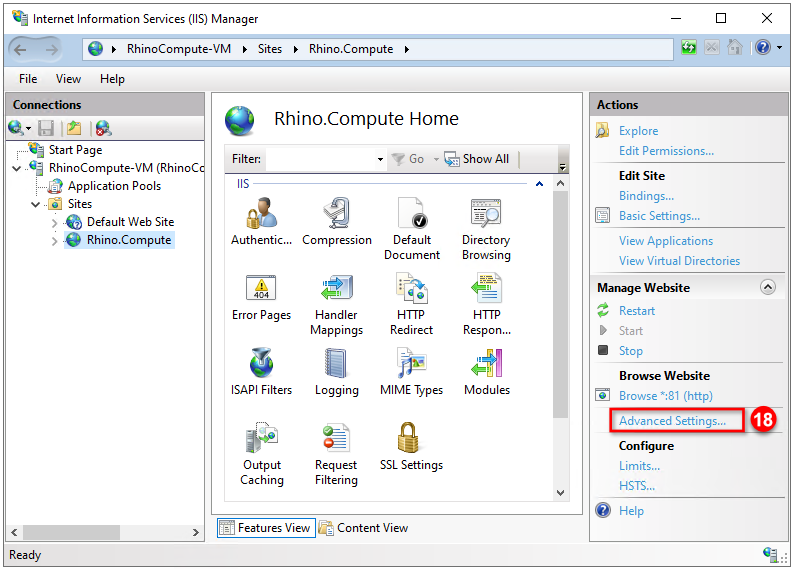 Internet Information Services (IIS) Manager
RhinoCompute-VM
Sites
Rhino.Compute
File
View
Help
Connections
Start Page
RhinoCompute-VM (RhinoCo
Application Pools
Sites
Default Web Site
Rhino.Compute
Rhino.Compute Home
Filter:
Go
Show All
IIS
Authentic...
Compression
Default
Document
Directory
Browsing
Error Pages
404
Handler
Mappings
HTTP
Redirect
HTTP
Respon...
ISAPI Filters
Logging
MIME Types
Modules
Output
Caching
Request
Filtering
SSL Settings
Features View
Content View
Actions
Explore
Edit Permissions...
Edit Site
Bindings...
Basic Settings...
View Applications
View Virtual Directories
Manage Website
Restart
Start
Stop
Browse Website
Browse *:81 (http)
Advanced Settings...
18
Configure
Limits...
HSTS...
Help
Ready